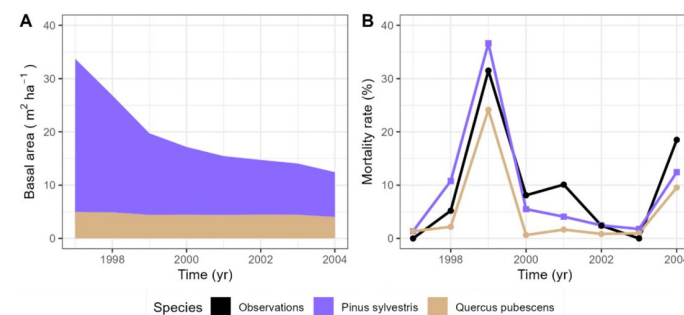 A
B
Basal area ( m² ha⁻¹ )
40
30
20
10
0
1998
2000
2002
2004
Time (yr)
Mortality rate (%)
40
30
20
10
0
1998
2000
2002
2004
Time (yr)
Species
Observations
Pinus sylvestris
Quercus pubescens